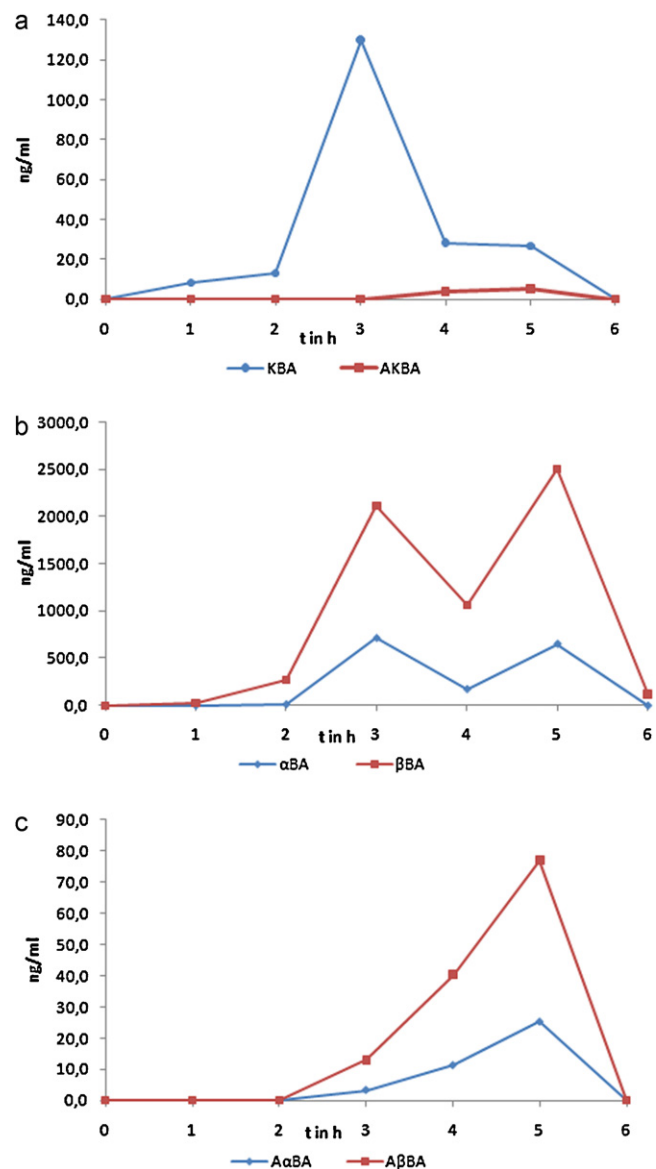 a
140,0
120,0
100,0
80,0
60,0
40,0
20,0
0,0
ng/ml
0 1 2 3 4 5 6
t in h
KBA AKBA
b
3000,0
2500,0
2000,0
1500,0
1000,0
500,0
0,0
ng/ml
0 1 2 3 4 5 6
t in h
αBA βBA
c
90,0
80,0
70,0
60,0
50,0
40,0
30,0
20,0
10,0
0,0
ng/ml
0 1 2 3 4 5 6
t in h
AαBA AβBA